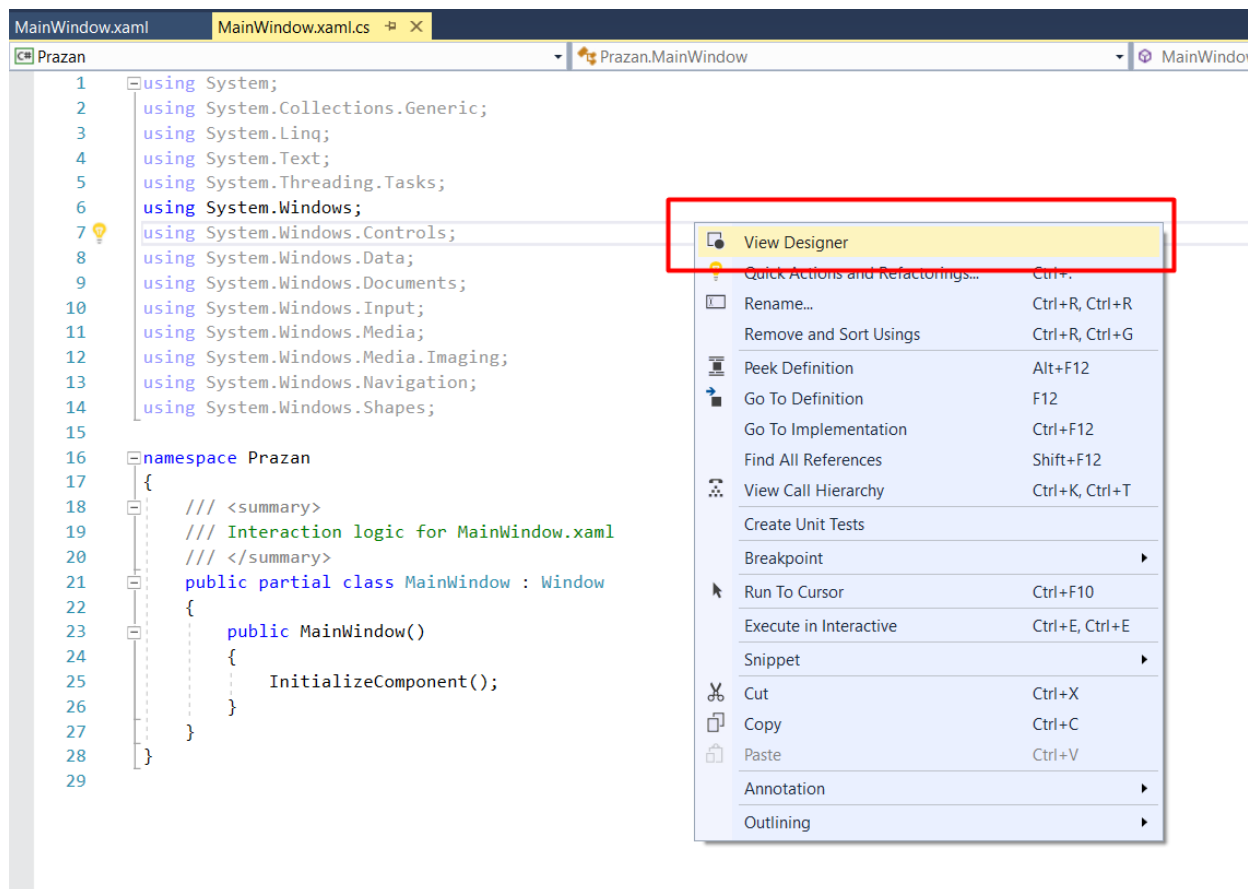 MainWindow.xaml MainWindow.xaml.cs
C# Prazan Prazan.MainWindow MainWindow
1 using System;
2 using System.Collections.Generic;
3 using System.Linq;
4 using System.Text;
5 using System.Threading.Tasks;
6 using System.Windows;
7 using System.Windows.Controls;
8 using System.Windows.Data;
9 using System.Windows.Documents;
10 using System.Windows.Input;
11 using System.Windows.Media;
12 using System.Windows.Media.Imaging;
13 using System.Windows.Navigation;
14 using System.Windows.Shapes;
15
16 namespace Prazan
17 {
18 /// <summary>
19 /// Interaction logic for MainWindow.xaml
20 /// </summary>
21 public partial class MainWindow : Window
22 {
23 public MainWindow()
24 {
25 InitializeComponent();
26 }
27 }
28 }
29
View Designer
Quick Actions and Refactorings... Ctrl+.
Rename... Ctrl+R, Ctrl+R
Remove and Sort Usings Ctrl+R, Ctrl+G
Peek Definition Alt+F12
Go To Definition F12
Go To Implementation Ctrl+F12
Find All References Shift+F12
View Call Hierarchy Ctrl+K, Ctrl+T
Create Unit Tests
Breakpoint
Run To Cursor Ctrl+F10
Execute in Interactive Ctrl+E, Ctrl+E
Snippet
Cut Ctrl+X
Copy Ctrl+C
Paste Ctrl+V
Annotation
Outlining